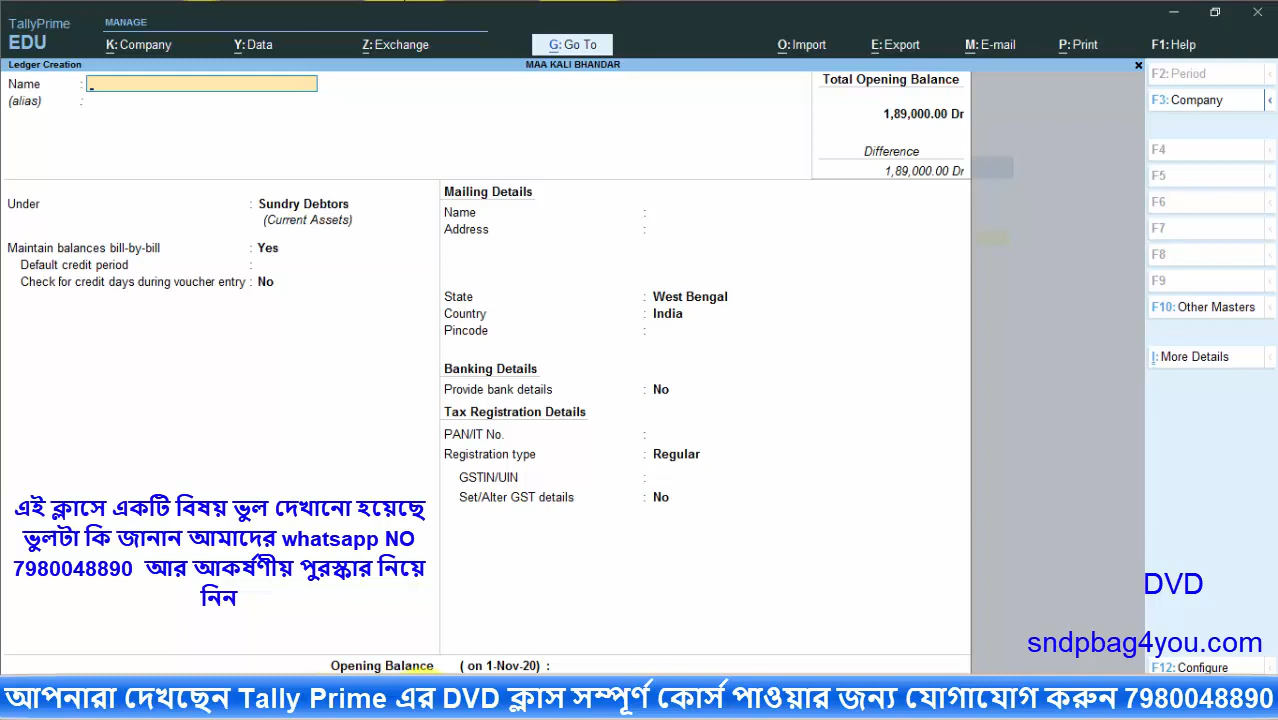 TallyPrime
EDU
MANAGE
K: Company
Y: Data
Z: Exchange
G: Go To
O: Import
E: Export
M: E-mail
P: Print
F1: Help
Ledger Creation
MAA KALI BHANDAR
Name :
(alias) :
Total Opening Balance
1,89,000.00 Dr
Difference
1,89,000.00 Dr
Under : Sundry Debtors
(Current Assets)
Maintain balances bill-by-bill : Yes
Default credit period :
Check for credit days during voucher entry : No
Mailing Details
Name :
Address :
State : West Bengal
Country : India
Pincode :
Banking Details
Provide bank details : No
Tax Registration Details
PAN/IT No. :
Registration type : Regular
GSTIN/UIN :
Set/Alter GST details : No
Opening Balance ( on 1-Nov-20) :
F2: Period
F3: Company
F4
F5
F6
F7
F8
F9
F10: Other Masters
I: More Details
F12: Configure
এই ক্লাসে একটি বিষয় ভুল দেখানো হয়েছে
ভুলটা কি জানান আমাদের whatsapp NO
7980048890 আর আকর্ষণীয় পুরস্কার নিয়ে
নিন
DVD
sndpbag4you.com
আপনারা দেখছেন Tally Prime এর DVD ক্লাস সম্পূর্ণ কোর্স পাওয়ার জন্য যোগাযোগ করুন 7980048890